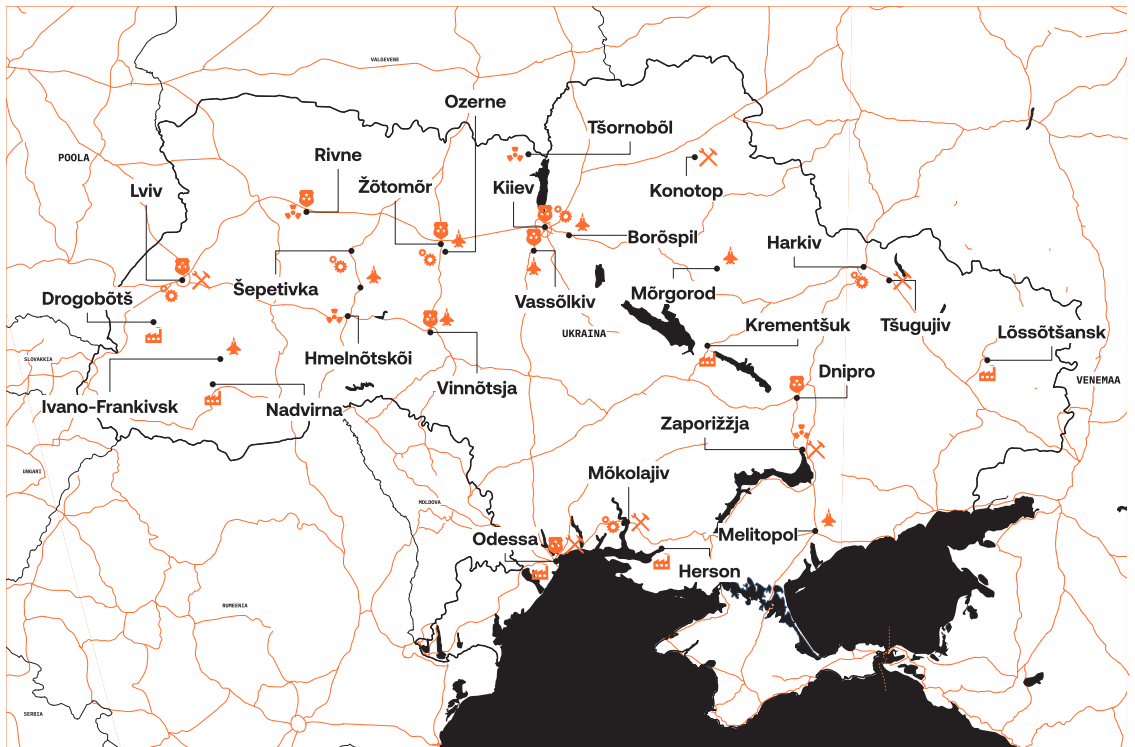 VALGEVENE
Ozerne
Tšornobõl
POOLA
Rivne
Lviv
Žõtomõr
Kiiev
Konotop
Borõspil
Harkiv
Šepetivka
Mõrgorod
Drogobõtš
Vassõlkiv
Krementšuk
Tšugujiv
Lõssõtšansk
UKRAINA
SLOVAKKIA
Hmelnõtskõi
Dnipro
VENEMAA
Vinnõtsja
Ivano-Frankivsk
Nadvirna
Zaporižžja
UNGARI
Mõkolajiv
MOLDOVA
Odessa
Melitopol
Herson
RUMEENIA
SERBIA